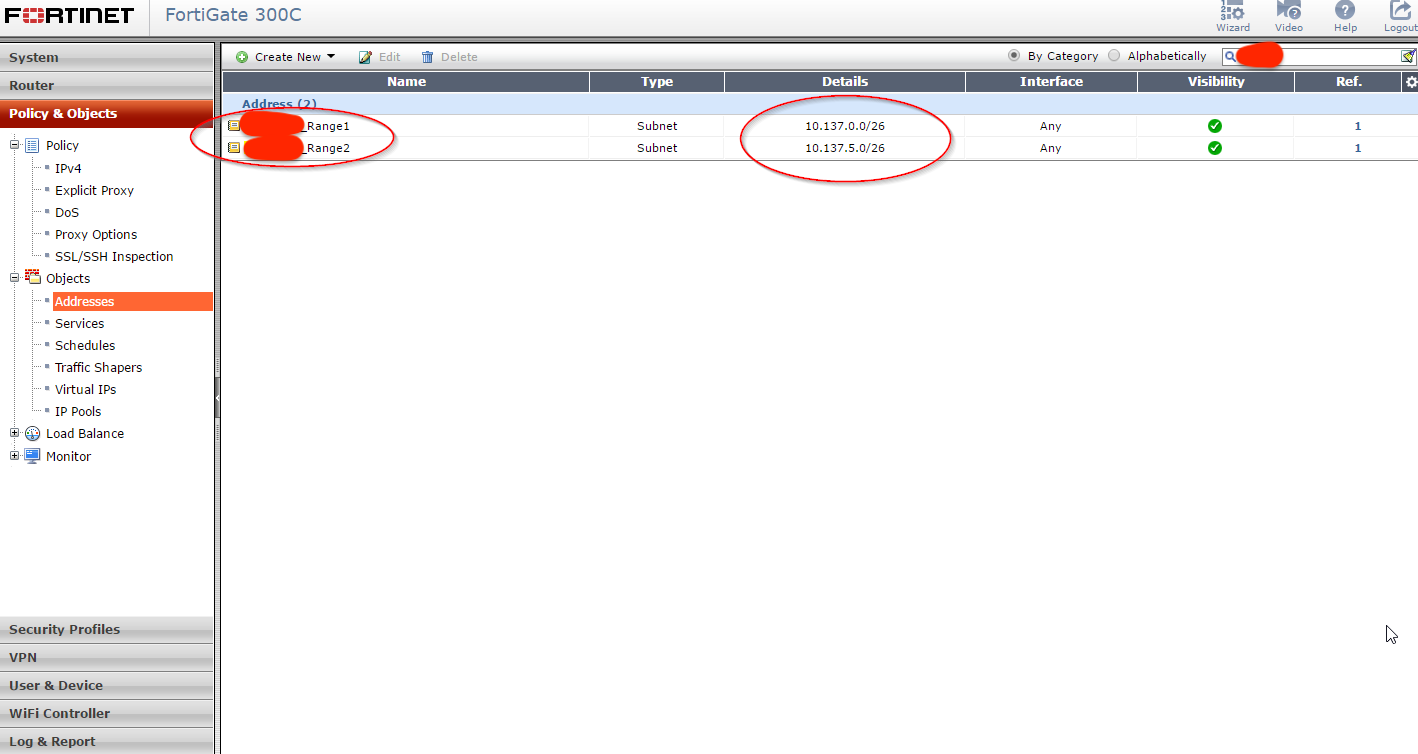 FORTINET FortiGate 300C Wizard Video Help Logout
System
Router
Policy & Objects
Policy
IPv4
Explicit Proxy
DoS
Proxy Options
SSL/SSH Inspection
Objects
Addresses
Services
Schedules
Traffic Shapers
Virtual IPs
IP Pools
Load Balance
Monitor
Security Profiles
VPN
User & Device
WiFi Controller
Log & Report
Create New Edit Delete By Category Alphabetically
Name Type Details Interface Visibility Ref.
Address (2)
_Range1 Subnet 10.137.0.0/26 Any 1
_Range2 Subnet 10.137.5.0/26 Any 1